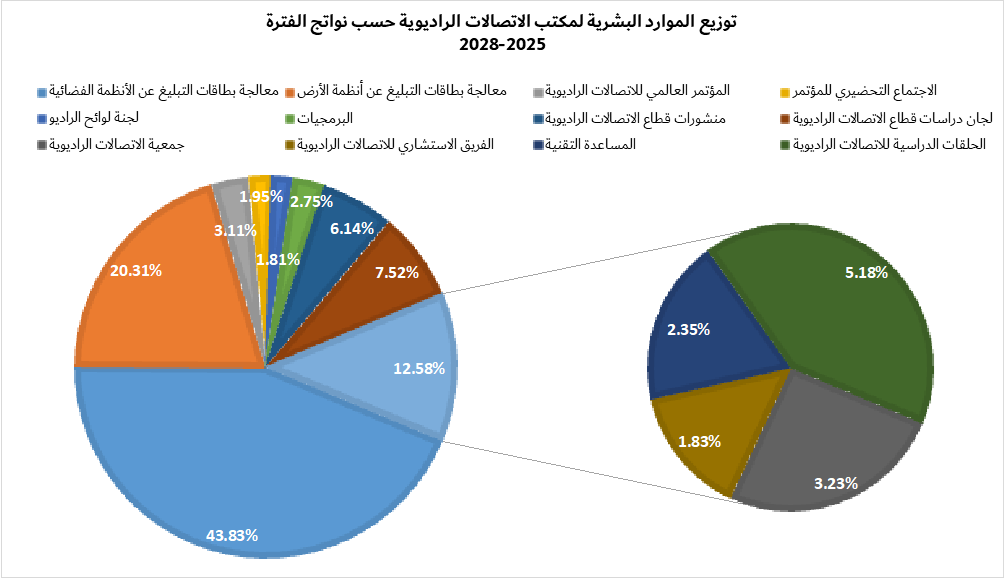 توزيع الموارد البشرية لمكتب الاتصالات الراديوية حسب نواتج الفترة
2028-2025
معالجة بطاقات التبليغ عن الأنظمة الفضائية
معالجة بطاقات التبليغ عن أنظمة الأرض
المؤتمر العالمي للاتصالات الراديوية
الاجتماع التحضيري للمؤتمر
لجنة لوائح الراديو
البرمجيات
منشورات قطاع الاتصالات الراديوية
لجان دراسات قطاع الاتصالات الراديوية
جمعية الاتصالات الراديوية
الفريق الاستشاري للاتصالات الراديوية
المساعدة التقنية
الحلقات الدراسية للاتصالات الراديوية
1.95%
2.75%
3.11%
6.14%
1.81%
20.31%
7.52%
12.58%
43.83%
5.18%
2.35%
1.83%
3.23%